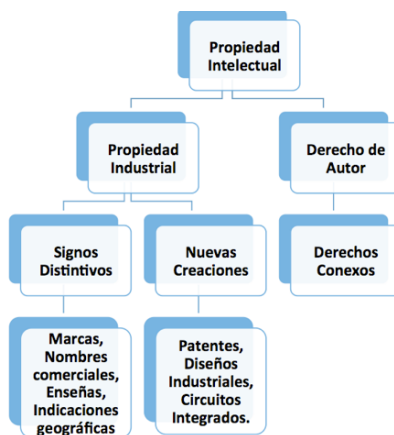 Propiedad
Intelectual
Propiedad
Industrial
Derecho de
Autor
Signos
Distintivos
Nuevas
Creaciones
Derechos
Conexos
Marcas,
Nombres
comerciales,
Enseñas,
Indicaciones
geográficas
Patentes,
Diseños
Industriales,
Circuitos
Integrados.